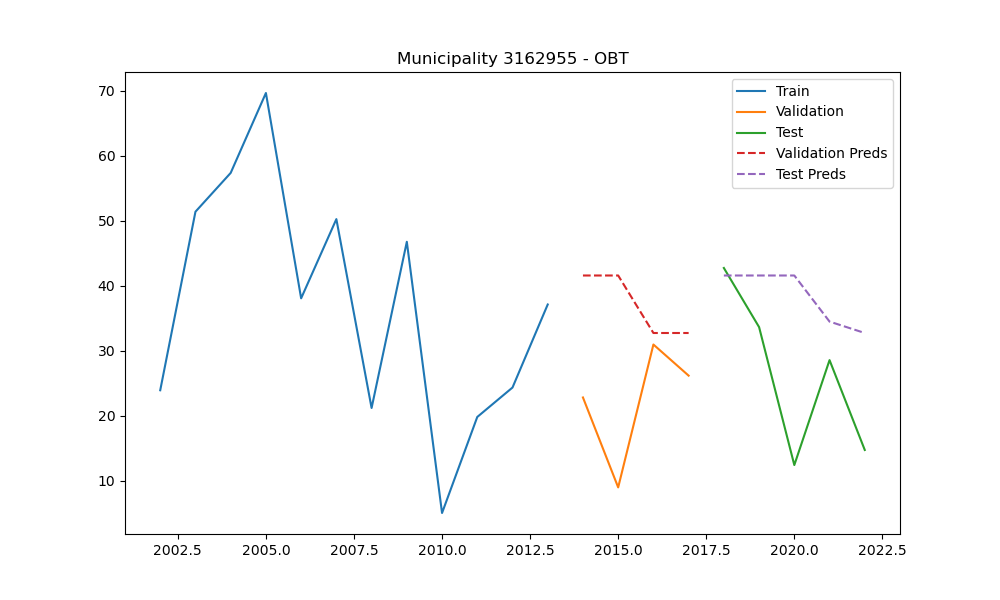 Municipality 3162955 - OBT
Train
Validation
Test
Validation Preds
Test Preds
70
60
50
40
30
20
10
2002.5 2005.0 2007.5 2010.0 2012.5 2015.0 2017.5 2020.0 2022.5